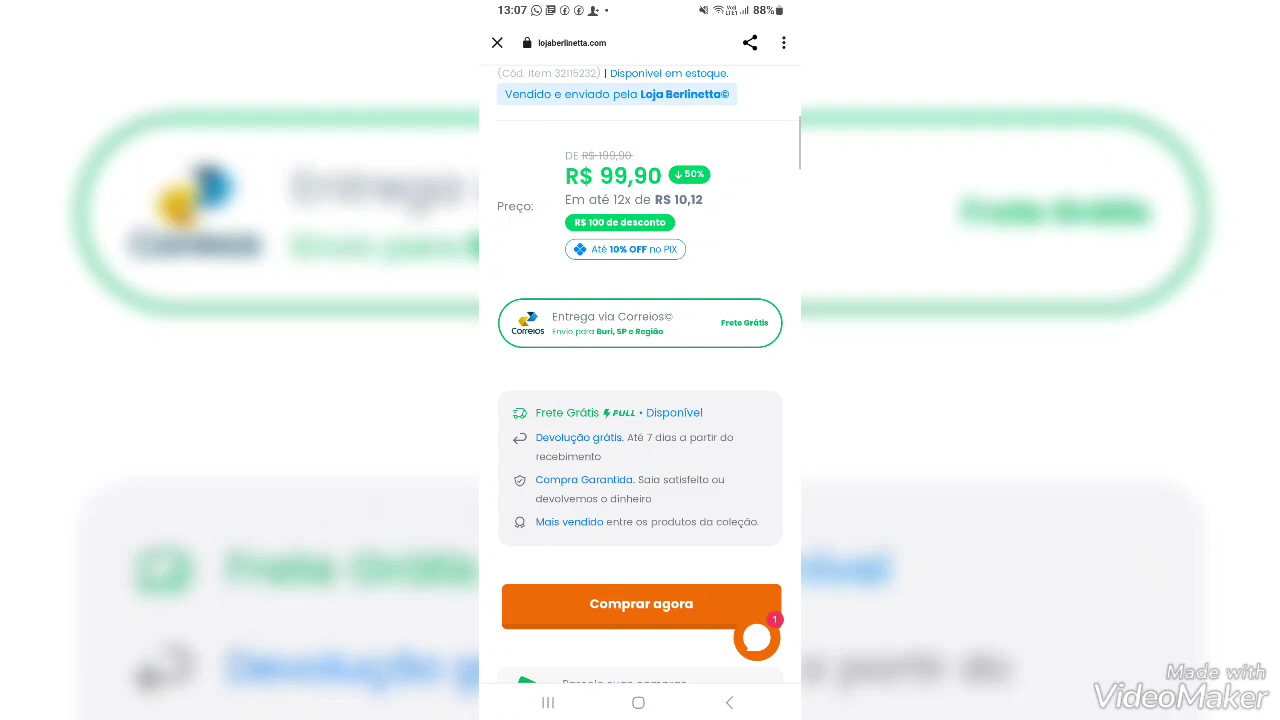 13:07 88%
lojaberlinetta.com
(Cód. Item 32115232) | Disponível em estoque.
Vendido e enviado pela Loja Berlinetta©
DE R$ 199,90
R$ 99,90 50%
Em até 12x de R$ 10,12
Preço:
R$ 100 de desconto
Até 10% OFF no PIX
Correios
Entrega via Correios©
Envio para Buri, SP e Região
Frete Grátis
Frete Grátis FULL • Disponível
Devolução grátis. Até 7 dias a partir do
recebimento
Compra Garantida. Saia satisfeito ou
devolvemos o dinheiro
Mais vendido entre os produtos da coleção.
Comprar agora
1
Made with
VideoMaker